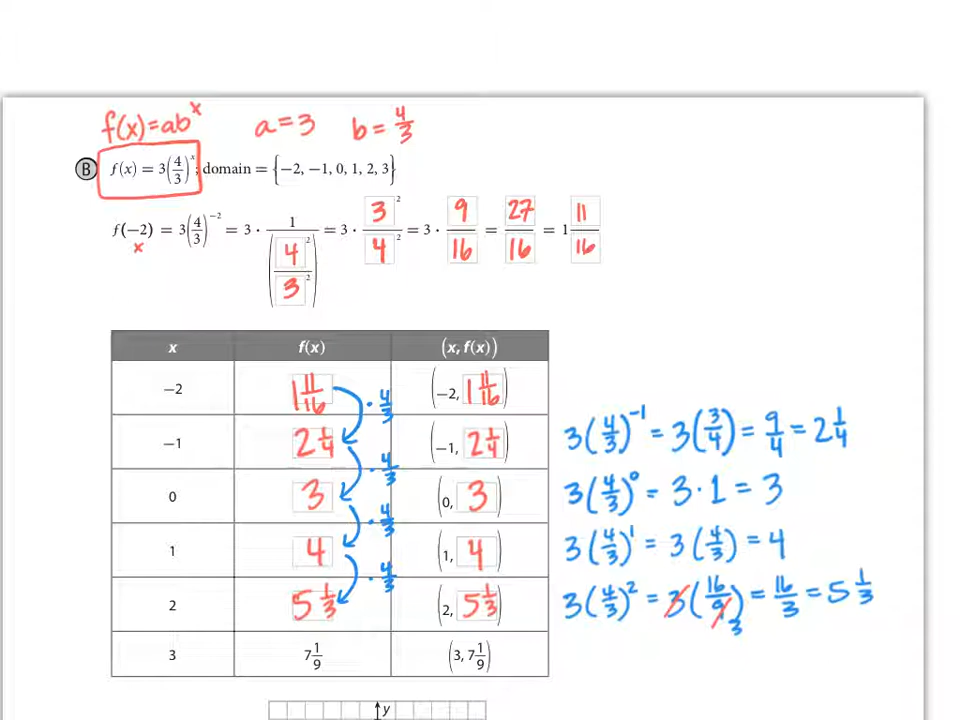 f(x)=ab^x a=3 b=4/3
B f(x) = 3(4/3)^x; domain = {−2, −1, 0, 1, 2, 3}
f(−2) = 3(4/3)^−2 = 3 · 1/(4^2/3^2) = 3 · 3^2/4^2 = 3 · 9/16 = 27/16 = 1 11/16
x
x f(x) (x, f(x))
−2 1 11/16 (−2, 1 11/16)
· 4/3
−1 2 1/4 (−1, 2 1/4) 3(4/3)^−1 = 3(3/4) = 9/4 = 2 1/4
· 4/3
0 3 (0, 3) 3(4/3)^0 = 3·1 = 3
· 4/3
1 4 (1, 4) 3(4/3)^1 = 3(4/3) = 4
· 4/3
2 5 1/3 (2, 5 1/3) 3(4/3)^2 = 3(16/9) = 16/3 = 5 1/3
3
3 7 1/9 (3, 7 1/9)
y